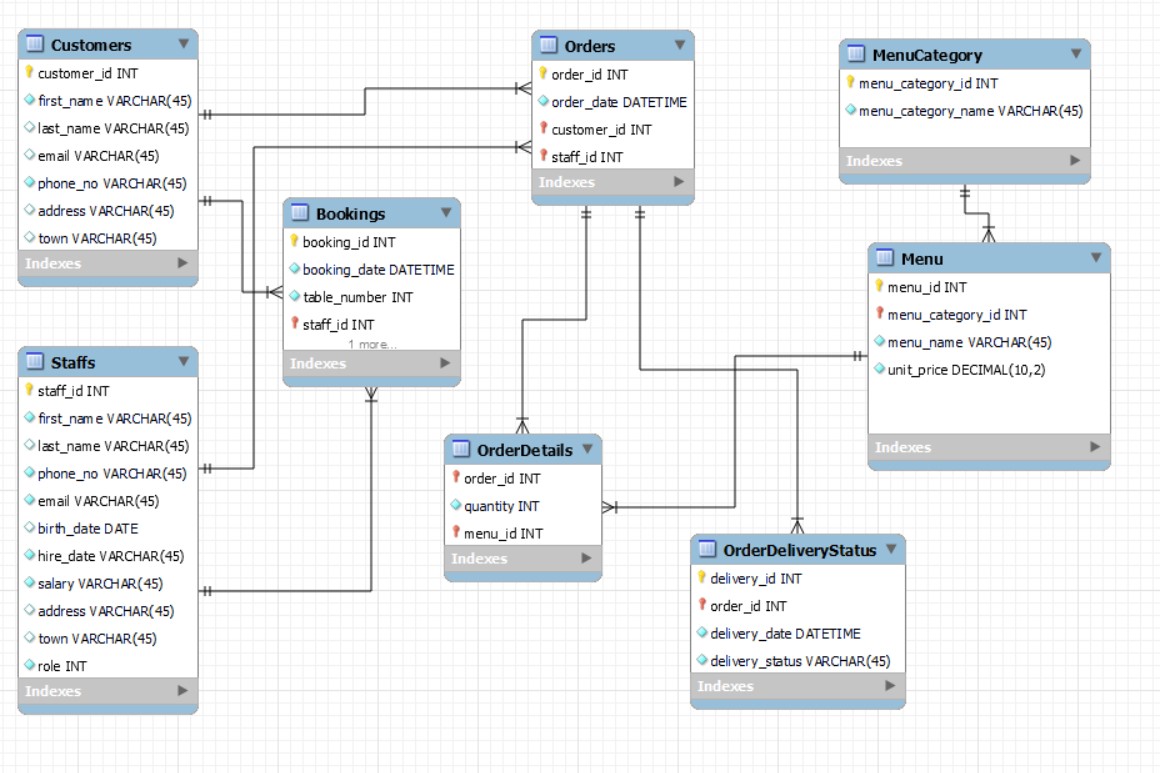 Customers
customer_id INT
first_name VARCHAR(45)
last_name VARCHAR(45)
email VARCHAR(45)
phone_no VARCHAR(45)
address VARCHAR(45)
town VARCHAR(45)
Indexes
Orders
order_id INT
order_date DATETIME
customer_id INT
staff_id INT
Indexes
MenuCategory
menu_category_id INT
menu_category_name VARCHAR(45)
Indexes
Bookings
booking_id INT
booking_date DATETIME
table_number INT
staff_id INT
1 more...
Indexes
Menu
menu_id INT
menu_category_id INT
menu_name VARCHAR(45)
unit_price DECIMAL(10,2)
Indexes
Staffs
staff_id INT
first_name VARCHAR(45)
last_name VARCHAR(45)
phone_no VARCHAR(45)
email VARCHAR(45)
birth_date DATE
hire_date VARCHAR(45)
salary VARCHAR(45)
address VARCHAR(45)
town VARCHAR(45)
role INT
Indexes
OrderDetails
order_id INT
quantity INT
menu_id INT
Indexes
OrderDeliveryStatus
delivery_id INT
order_id INT
delivery_date DATETIME
delivery_status VARCHAR(45)
Indexes